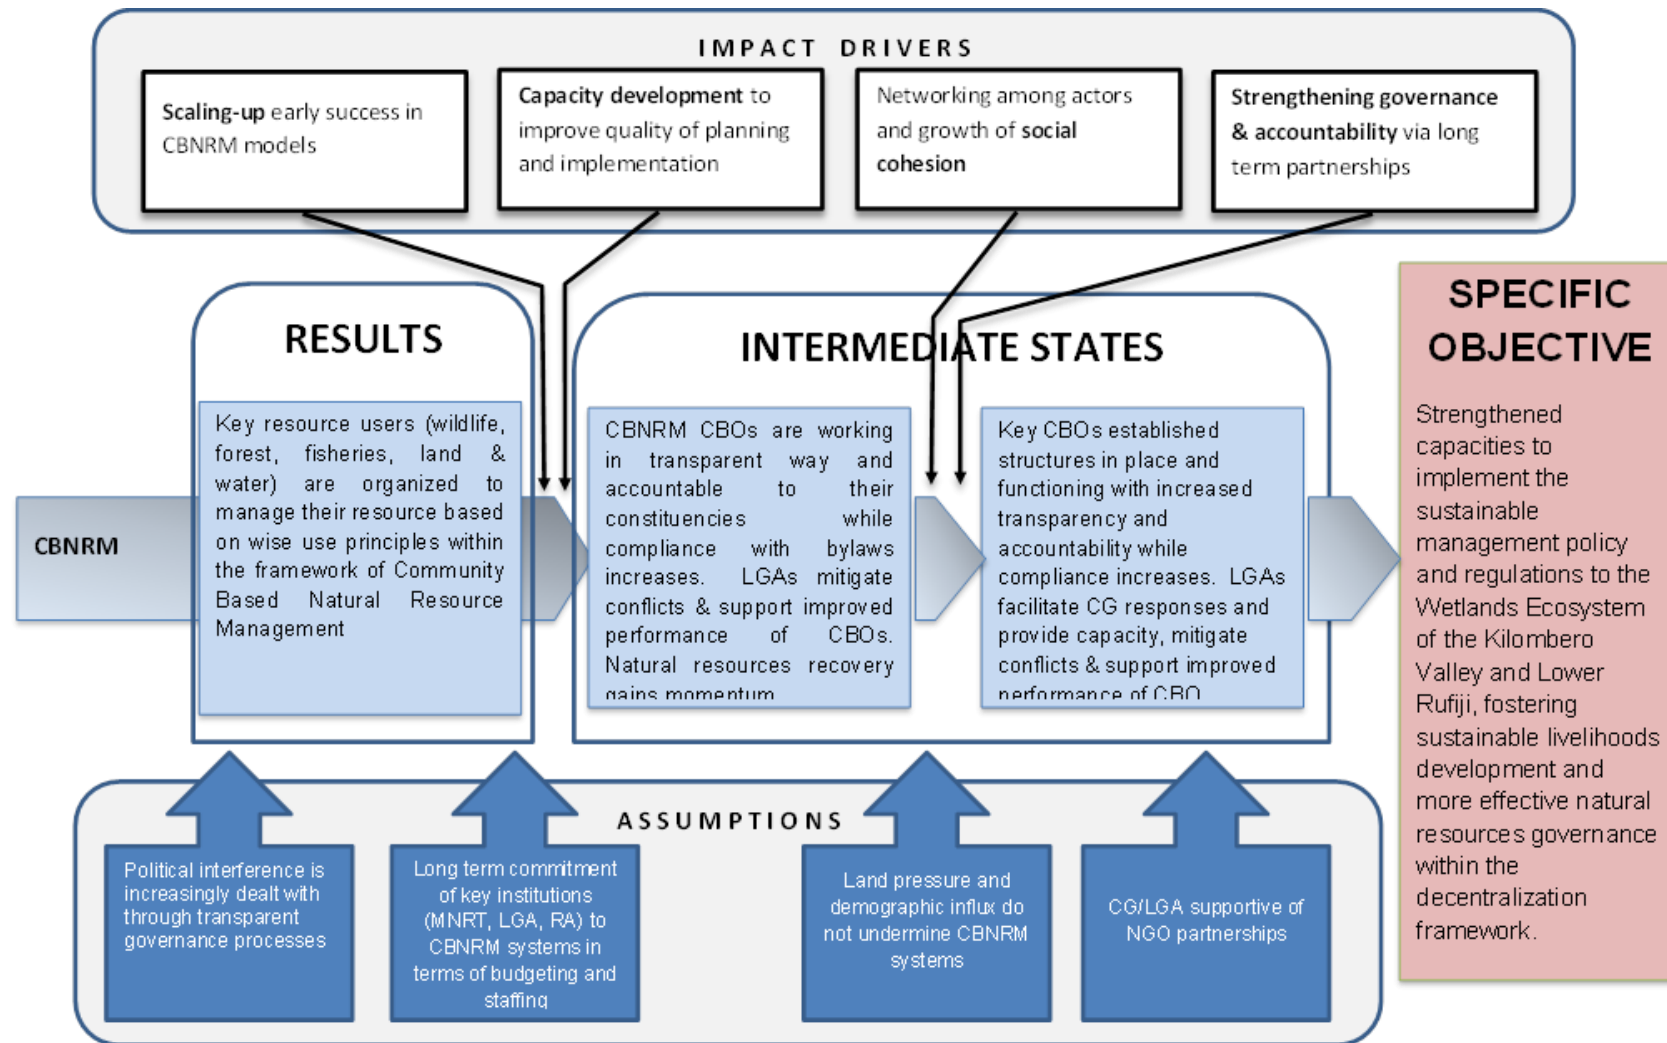 IMPACT DRIVERS
Scaling-up early success in
CBNRM models
Capacity development to
improve quality of planning
and implementation
Networking among actors
and growth of social
cohesion
Strengthening governance
& accountability via long
term partnerships
RESULTS
INTERMEDIATE STATES
SPECIFIC
OBJECTIVE
CBNRM
Key resource users (wildlife,
forest, fisheries, land &
water) are organized to
manage their resource based
on wise use principles within
the framework of Community
Based Natural Resource
Management
CBNRM CBOs are working
in transparent way and
accountable to their
constituencies while
compliance with bylaws
increases. LGAs mitigate
conflicts & support improved
performance of CBOs.
Natural resources recovery
gains momentum
Key CBOs established
structures in place and
functioning with increased
transparency and
accountability while
compliance increases. LGAs
facilitate CG responses and
provide capacity, mitigate
conflicts & support improved
performance of CBO
Strengthened
capacities to
implement the
sustainable
management policy
and regulations to the
Wetlands Ecosystem
of the Kilombero
Valley and Lower
Rufiji, fostering
sustainable livelihoods
development and
more effective natural
resources governance
within the
decentralization
framework.
ASSUMPTIONS
Political interference is
increasingly dealt with
through transparent
governance processes
Long term commitment
of key institutions
(MNRT, LGA, RA) to
CBNRM systems in
terms of budgeting and
staffing
Land pressure and
demographic influx do
not undermine CBNRM
systems
CG/LGA supportive of
NGO partnerships